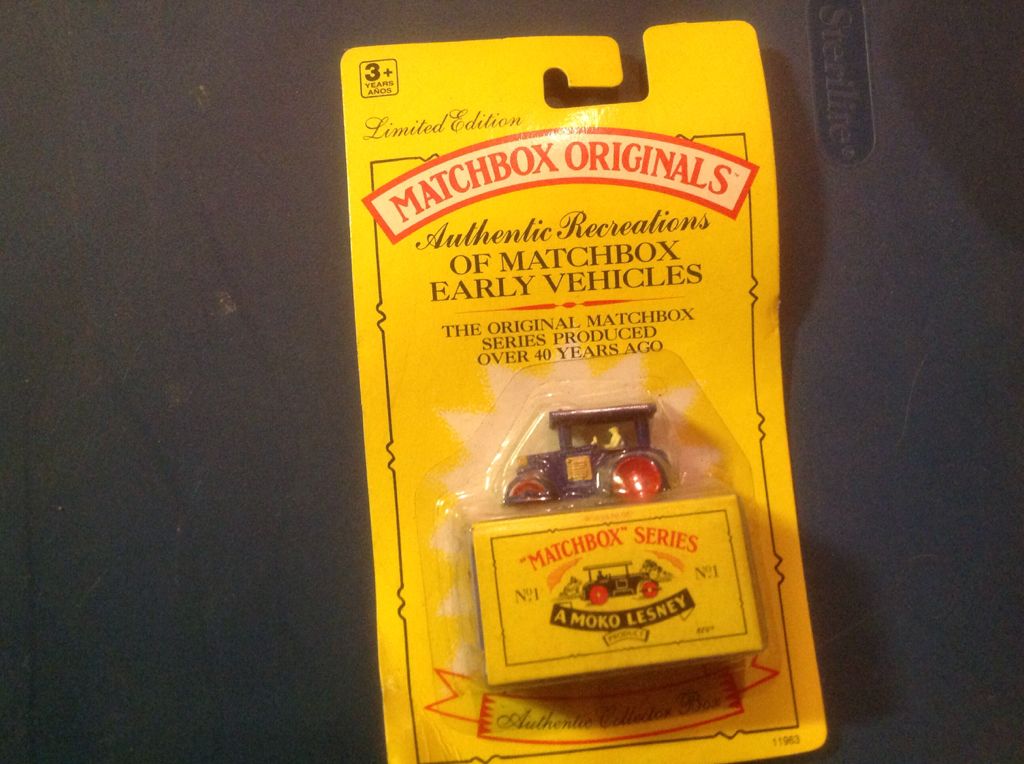 Sterilite®
3+
YEARS
AÑOS
Limited Edition
MATCHBOX ORIGINALS™
Authentic Recreations
OF MATCHBOX
EARLY VEHICLES
THE ORIGINAL MATCHBOX
SERIES PRODUCED
OVER 40 YEARS AGO
"MATCHBOX" SERIES
Nº1 Nº1
A MOKO LESNEY
PRODUCT
Authentic Collector Box
11963